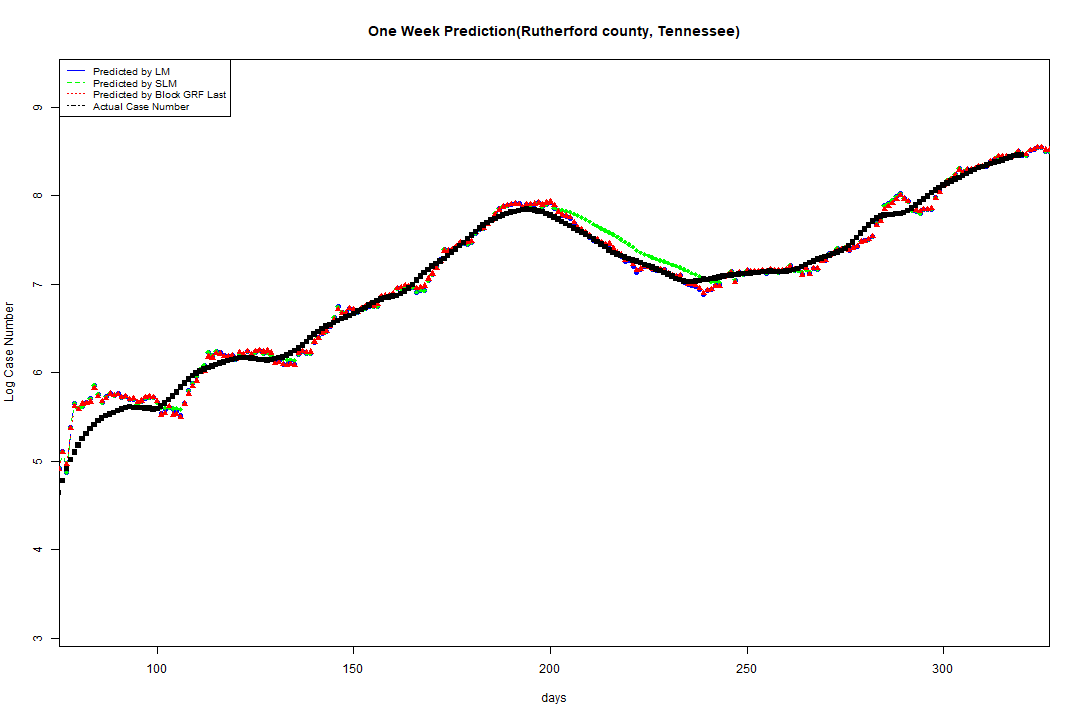 One Week Prediction(Rutherford county, Tennessee)
Predicted by LM
Predicted by SLM
Predicted by Block GRF Last
Actual Case Number
9
8
7
6
5
4
3
Log Case Number
100 150 200 250 300
days